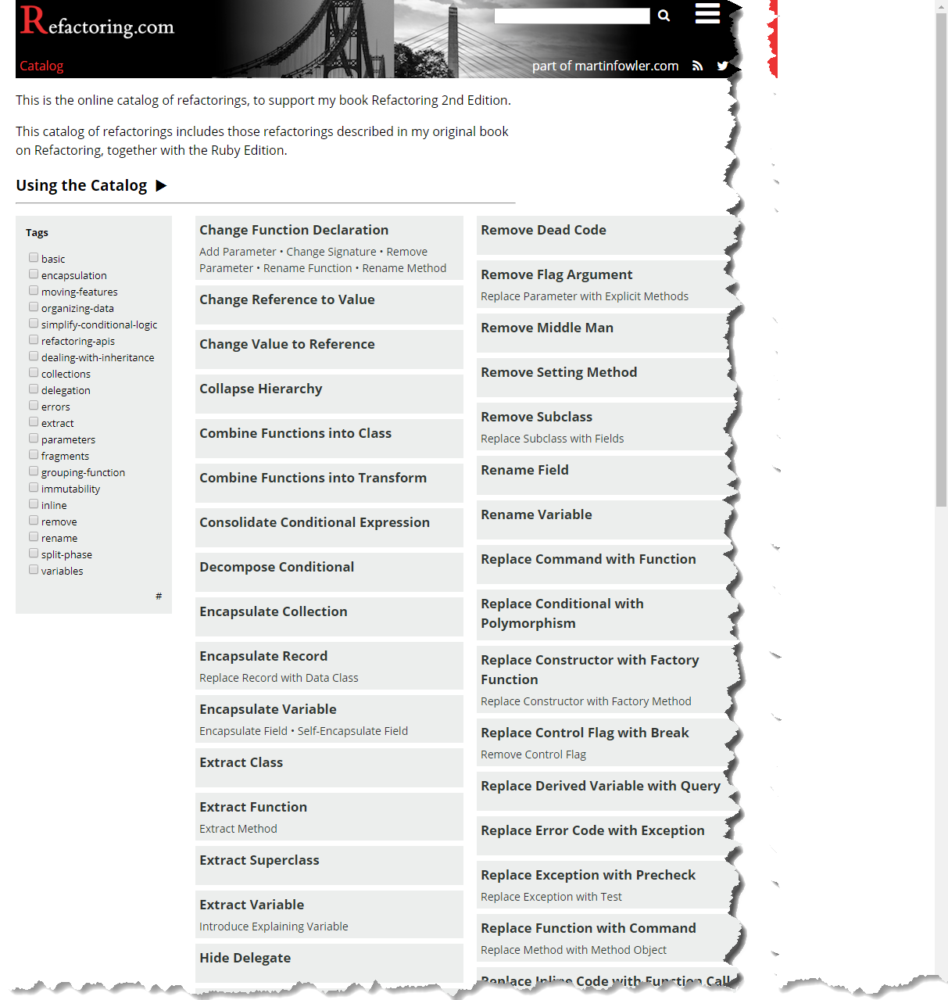 Refactoring.com
Catalog
part of martinfowler.com
This is the online catalog of refactorings, to support my book Refactoring 2nd Edition.
This catalog of refactorings includes those refactorings described in my original book
on Refactoring, together with the Ruby Edition.
Using the Catalog ▶
Tags
basic
encapsulation
moving-features
organizing-data
simplify-conditional-logic
refactoring-apis
dealing-with-inheritance
collections
delegation
errors
extract
parameters
fragments
grouping-function
immutability
inline
remove
rename
split-phase
variables
#
Change Function Declaration
Add Parameter • Change Signature • Remove
Parameter • Rename Function • Rename Method
Change Reference to Value
Change Value to Reference
Collapse Hierarchy
Combine Functions into Class
Combine Functions into Transform
Consolidate Conditional Expression
Decompose Conditional
Encapsulate Collection
Encapsulate Record
Replace Record with Data Class
Encapsulate Variable
Encapsulate Field • Self-Encapsulate Field
Extract Class
Extract Function
Extract Method
Extract Superclass
Extract Variable
Introduce Explaining Variable
Hide Delegate
Remove Dead Code
Remove Flag Argument
Replace Parameter with Explicit Methods
Remove Middle Man
Remove Setting Method
Remove Subclass
Replace Subclass with Fields
Rename Field
Rename Variable
Replace Command with Function
Replace Conditional with
Polymorphism
Replace Constructor with Factory
Function
Replace Constructor with Factory Method
Replace Control Flag with Break
Remove Control Flag
Replace Derived Variable with Query
Replace Error Code with Exception
Replace Exception with Precheck
Replace Exception with Test
Replace Function with Command
Replace Method with Method Object
Replace Inline Code with Function Call